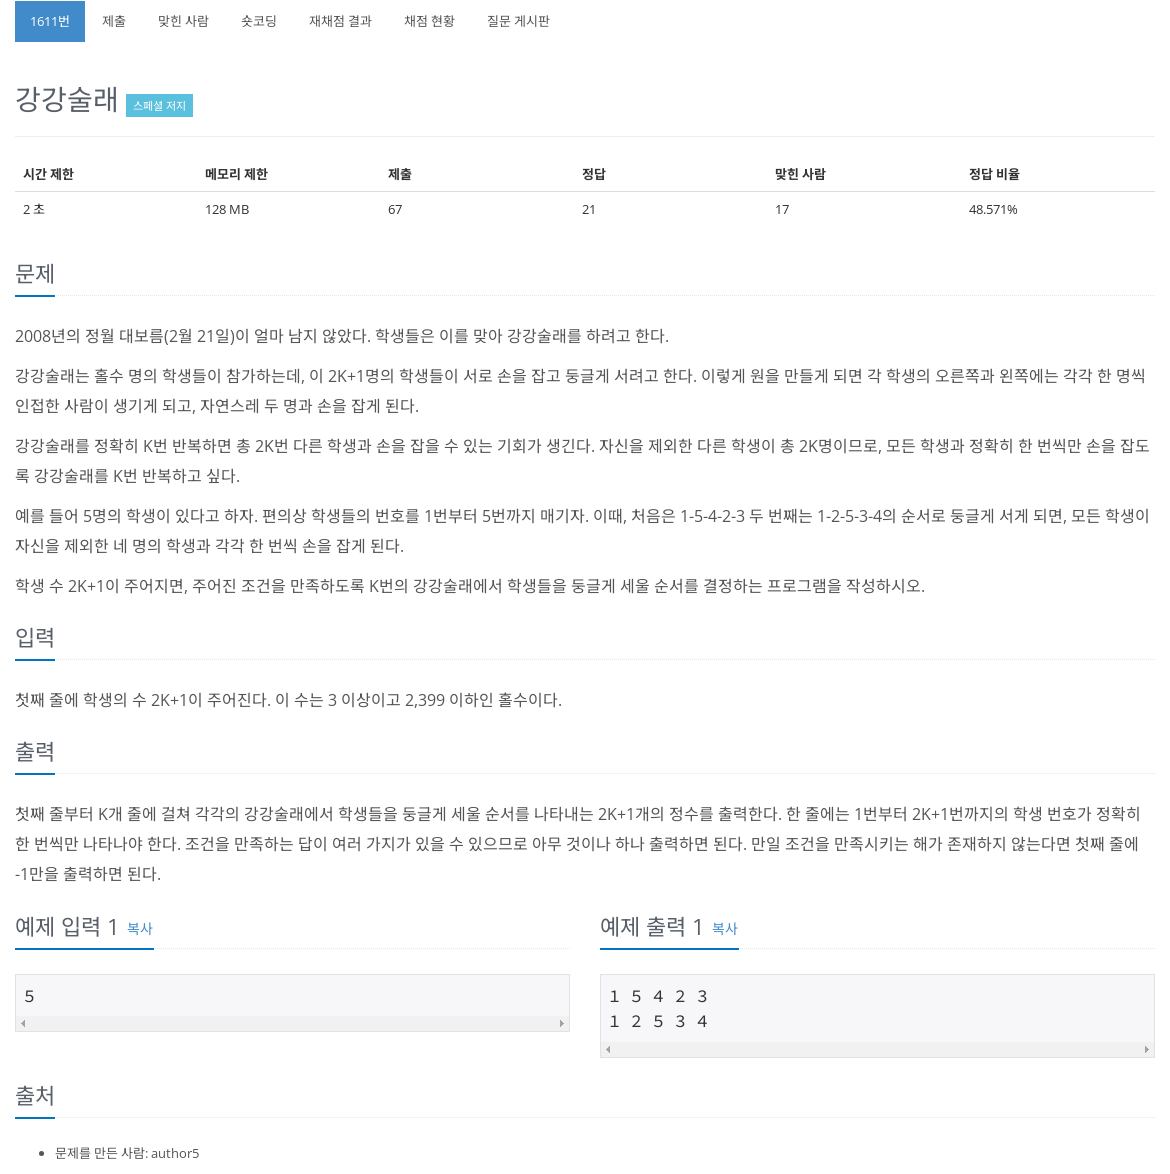 1611번 제출 맞힌 사람 숏코딩 재채점 결과 채점 현황 질문 게시판
강강술래 스페셜 저지
시간 제한 메모리 제한 제출 정답 맞힌 사람 정답 비율
2 초 128 MB 67 21 17 48.571%
문제
2008년의 정월 대보름(2월 21일)이 얼마 남지 않았다. 학생들은 이를 맞아 강강술래를 하려고 한다.
강강술래는 홀수 명의 학생들이 참가하는데, 이 2K+1명의 학생들이 서로 손을 잡고 둥글게 서려고 한다. 이렇게 원을 만들게 되면 각 학생의 오른쪽과 왼쪽에는 각각 한 명씩
인접한 사람이 생기게 되고, 자연스레 두 명과 손을 잡게 된다.
강강술래를 정확히 K번 반복하면 총 2K번 다른 학생과 손을 잡을 수 있는 기회가 생긴다. 자신을 제외한 다른 학생이 총 2K명이므로, 모든 학생과 정확히 한 번씩만 손을 잡도
록 강강술래를 K번 반복하고 싶다.
예를 들어 5명의 학생이 있다고 하자. 편의상 학생들의 번호를 1번부터 5번까지 매기자. 이때, 처음은 1-5-4-2-3 두 번째는 1-2-5-3-4의 순서로 둥글게 서게 되면, 모든 학생이
자신을 제외한 네 명의 학생과 각각 한 번씩 손을 잡게 된다.
학생 수 2K+1이 주어지면, 주어진 조건을 만족하도록 K번의 강강술래에서 학생들을 둥글게 세울 순서를 결정하는 프로그램을 작성하시오.
입력
첫째 줄에 학생의 수 2K+1이 주어진다. 이 수는 3 이상이고 2,399 이하인 홀수이다.
출력
첫째 줄부터 K개 줄에 걸쳐 각각의 강강술래에서 학생들을 둥글게 세울 순서를 나타내는 2K+1개의 정수를 출력한다. 한 줄에는 1번부터 2K+1번까지의 학생 번호가 정확히
한 번씩만 나타나야 한다. 조건을 만족하는 답이 여러 가지가 있을 수 있으므로 아무 것이나 하나 출력하면 된다. 만일 조건을 만족시키는 해가 존재하지 않는다면 첫째 줄에
-1만을 출력하면 된다.
예제 입력 1 복사
5
예제 출력 1 복사
1 5 4 2 3
1 2 5 3 4
출처
문제를 만든 사람: author5